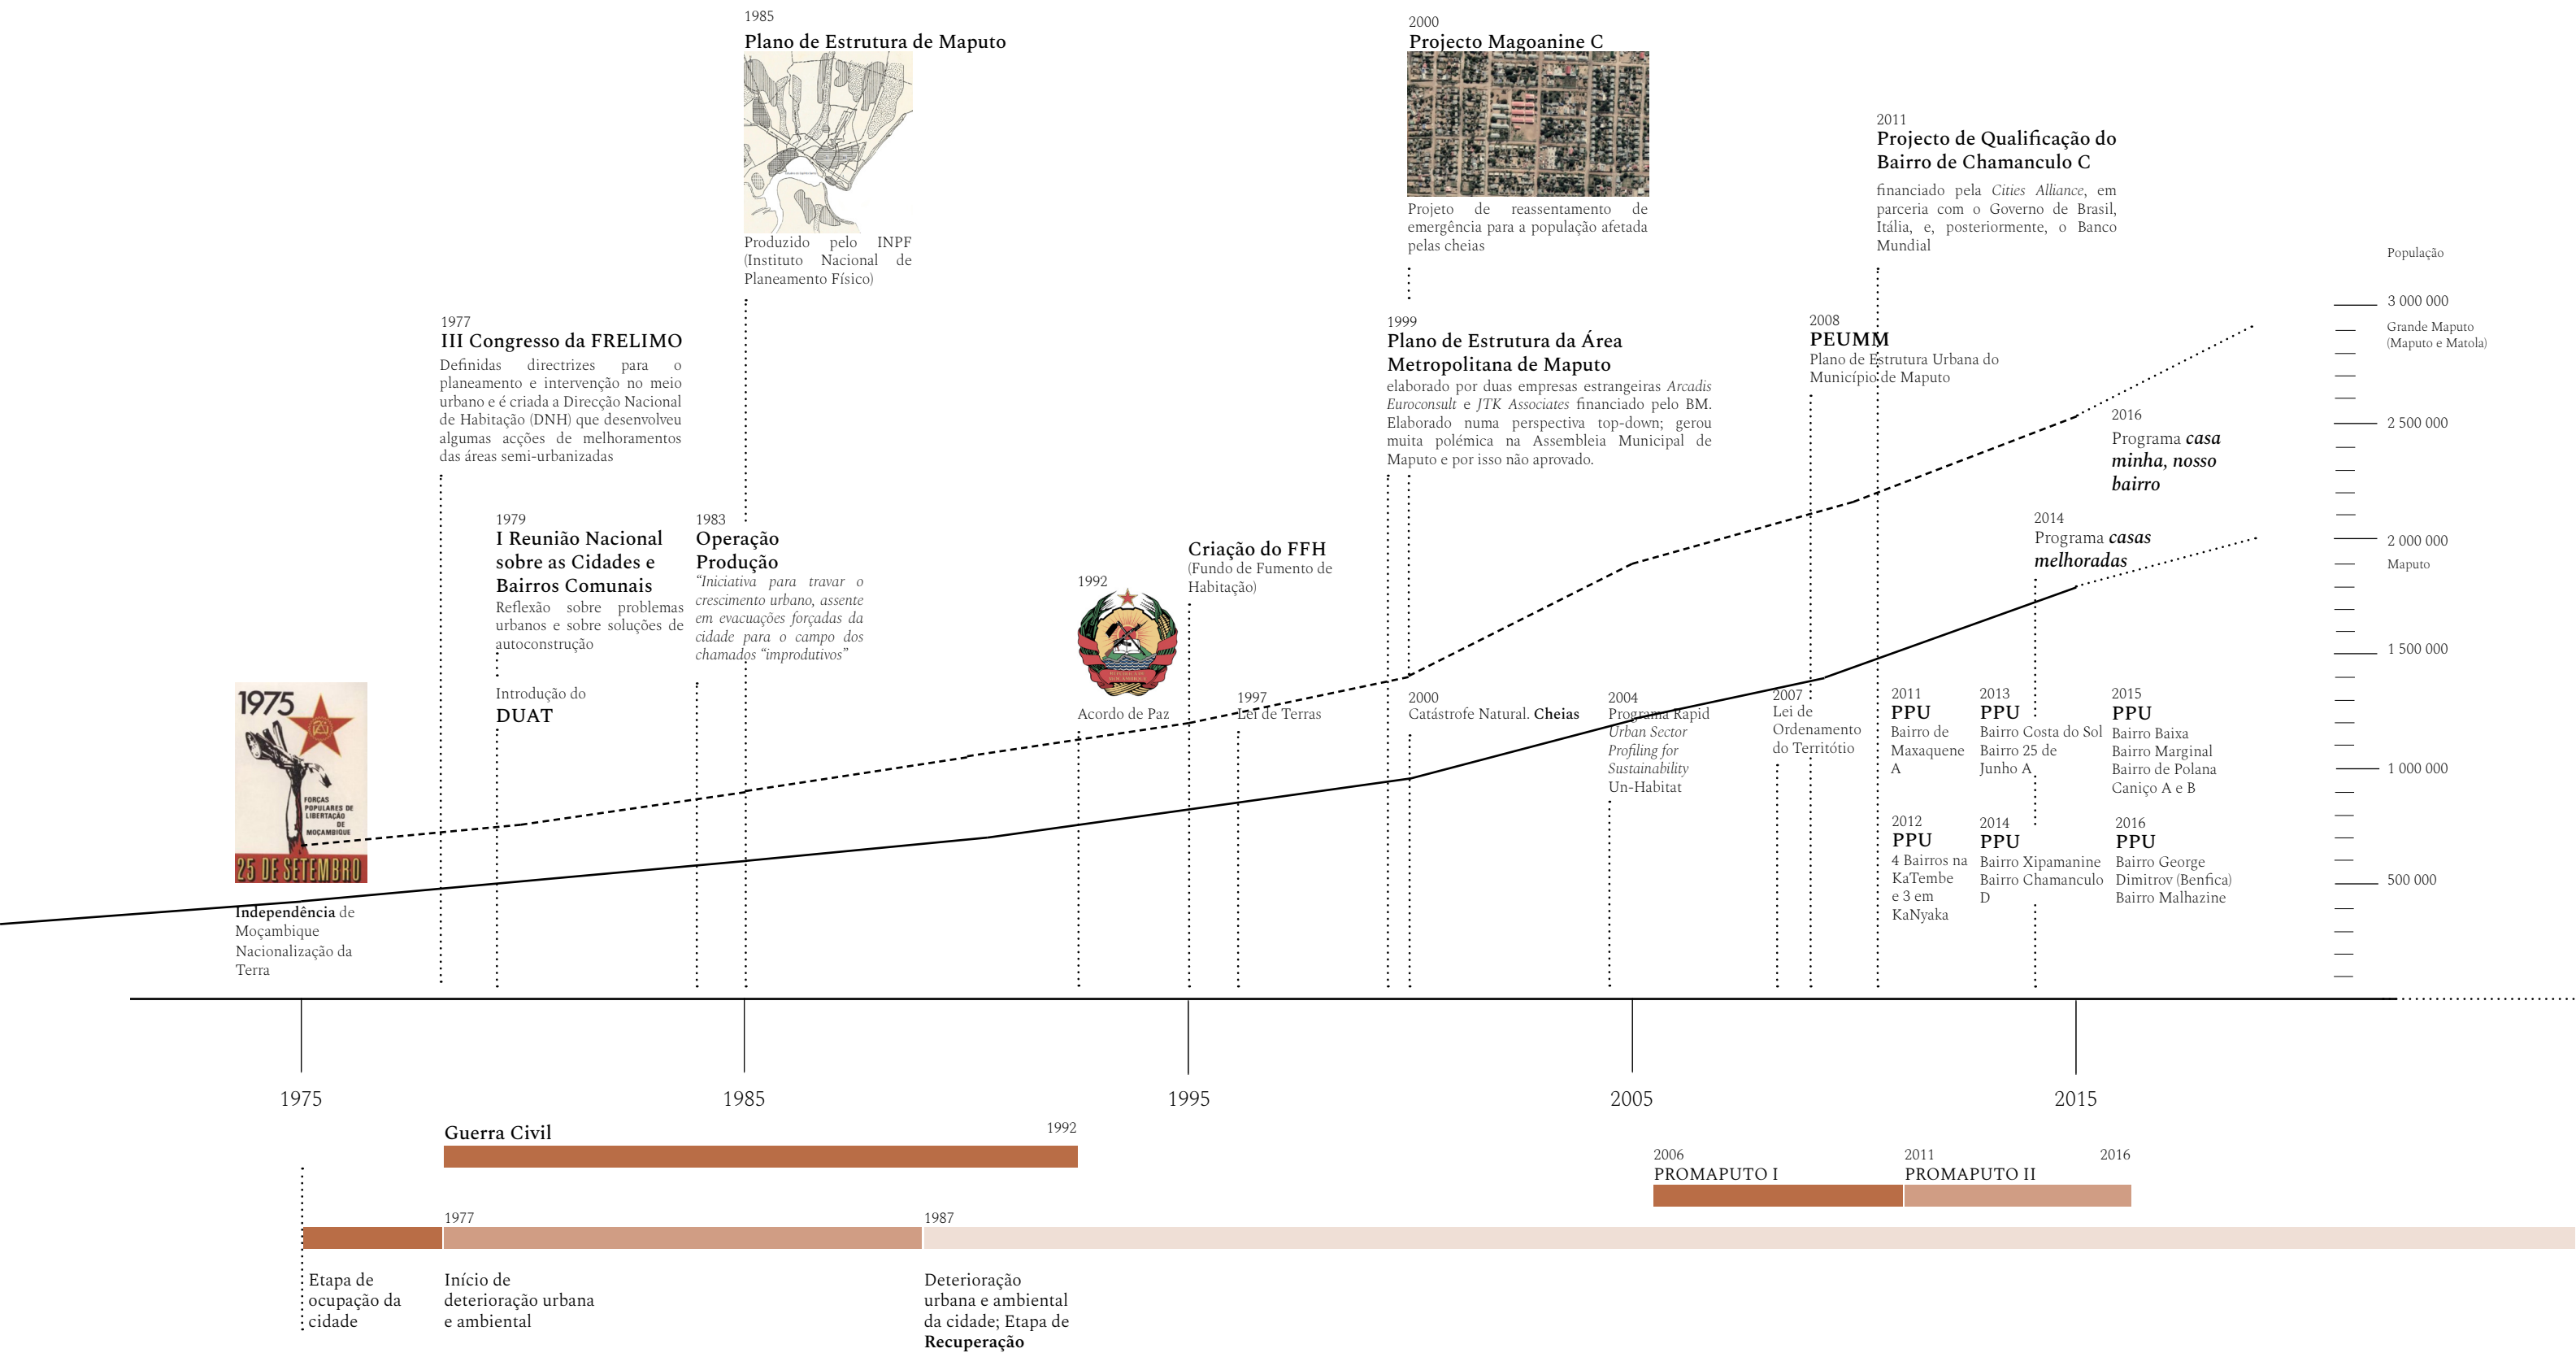 1985
Plano de Estrutura de Maputo
Produzido pelo INPF
(Instituto Nacional de
Planeamento Físico)
2000
Projecto Magoanine C
Projeto de reassentamento de
emergência para a população afetada
pelas cheias
2011
Projecto de Qualificação do
Bairro de Chamanculo C
financiado pela Cities Alliance, em
parceria com o Governo de Brasil,
Itália, e, posteriormente, o Banco
Mundial
1977
III Congresso da FRELIMO
Definidas directrizes para o
planeamento e intervenção no meio
urbano e é criada a Direcção Nacional
de Habitação (DNH) que desenvolveu
algumas acções de melhoramentos
das áreas semi-urbanizadas
1999
Plano de Estrutura da Área
Metropolitana de Maputo
elaborado por duas empresas estrangeiras Arcadis
Euroconsult e JTK Associates financiado pelo BM.
Elaborado numa perspectiva top-down; gerou
muita polémica na Assembleia Municipal de
Maputo e por isso não aprovado.
2008
PEUMM
Plano de Estrutura Urbana do
Município de Maputo
População
3 000 000
Grande Maputo
(Maputo e Matola)
2 500 000
2 000 000
Maputo
1 500 000
1 000 000
500 000
2016
Programa casa
minha, nosso
bairro
2014
Programa casas
melhoradas
1979
I Reunião Nacional
sobre as Cidades e
Bairros Comunais
Reflexão sobre problemas
urbanos e sobre soluções de
autoconstrução
Introdução do
DUAT
1983
Operação
Produção
“Iniciativa para travar o
crescimento urbano, assente
em evacuações forçadas da
cidade para o campo dos
chamados “improdutivos”
1992
Acordo de Paz
Criação do FFH
(Fundo de Fumento de
Habitação)
1997
Lei de Terras
2000
Catástrofe Natural. Cheias
2004
Programa Rapid
Urban Sector
Profiling for
Sustainability
Un-Habitat
2007
Lei de
Ordenamento
do Territótio
2011
PPU
Bairro de
Maxaquene
A
2013
PPU
Bairro Costa do Sol
Bairro 25 de
Junho A
2015
PPU
Bairro Baixa
Bairro Marginal
Bairro de Polana
Caniço A e B
2012
PPU
4 Bairros na
KaTembe
e 3 em
KaNyaka
2014
PPU
Bairro Xipamanine
Bairro Chamanculo
D
2016
PPU
Bairro George
Dimitrov (Benfica)
Bairro Malhazine
1975
FORÇAS
POPULARES DE
LIBERTAÇÃO
DE
MOÇAMBIQUE
25 DE SETEMBRO
Independência de
Moçambique
Nacionalização da
Terra
1975
1985
1995
2005
2015
Guerra Civil
1992
2006
PROMAPUTO I
2011
PROMAPUTO II
2016
1977
1987
Etapa de
ocupação da
cidade
Início de
deterioração urbana
e ambiental
Deterioração
urbana e ambiental
da cidade; Etapa de
Recuperação